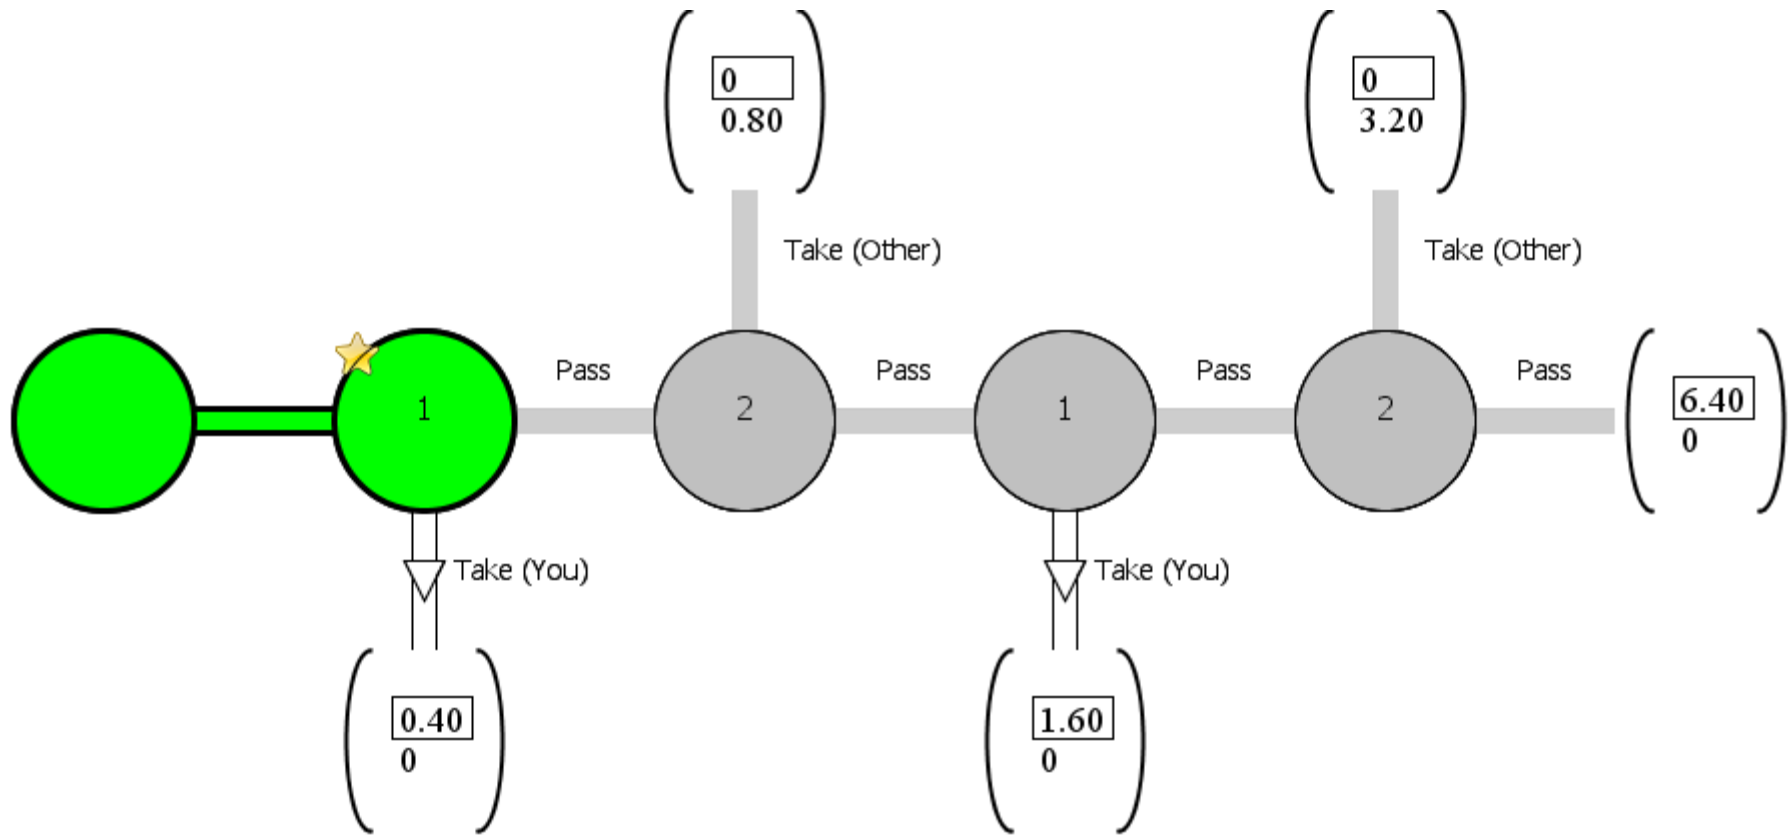 0
0.80
0
3.20
Take (Other)
Take (Other)
Pass
Pass
Pass
Pass
1
2
1
2
6.40
0
Take (You)
Take (You)
0.40
0
1.60
0